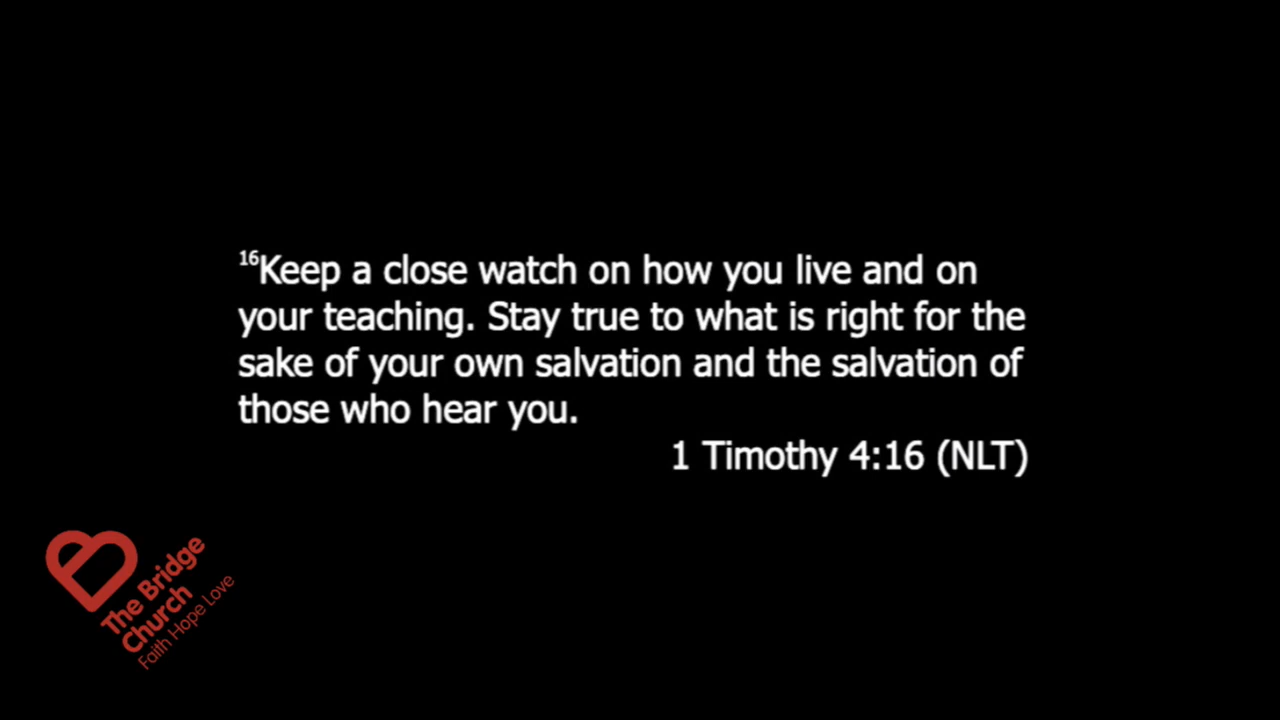 16Keep a close watch on how you live and on
your teaching. Stay true to what is right for the
sake of your own salvation and the salvation of
those who hear you.
1 Timothy 4:16 (NLT)
The Bridge
Church
Faith Hope Love